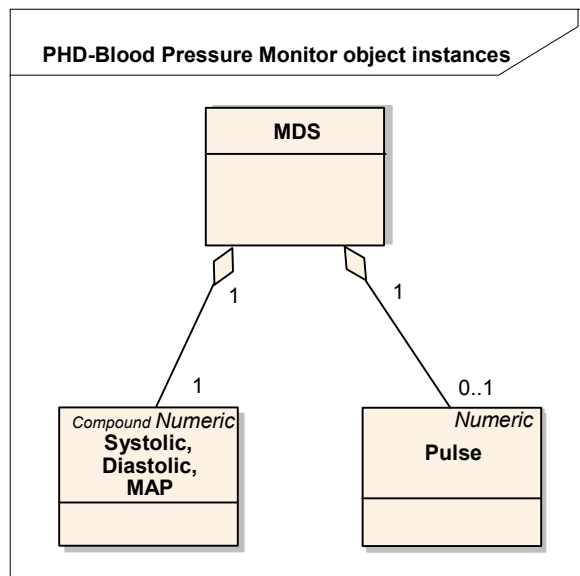 PHD-Blood Pressure Monitor object instances
MDS
1
1
1
0..1
Compound Numeric
Systolic,
Diastolic,
MAP
Numeric
Pulse